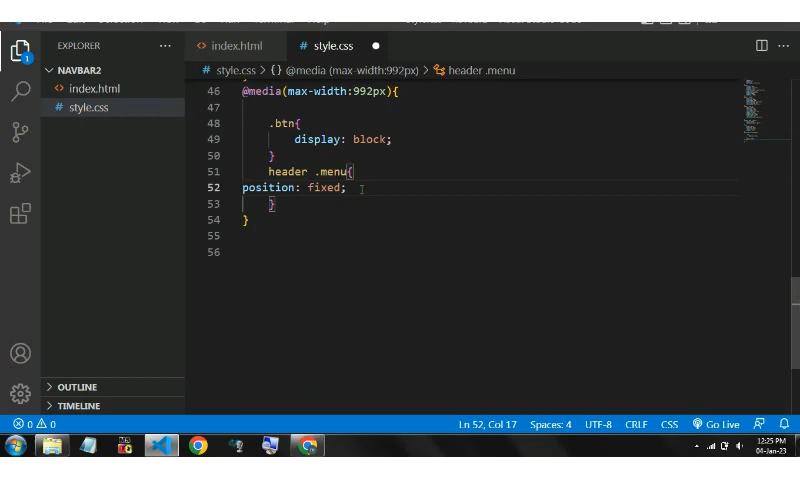 EXPLORER
index.html
style.css
NAVBAR2
style.css > {} @media (max-width:992px) > header .menu
index.html
style.css
46 @media(max-width:992px){
47
48 .btn{
49 display: block;
50 }
51 header .menu{
52 position: fixed;
53 }
54 }
55
56
OUTLINE
TIMELINE
0 0 Ln 52, Col 17 Spaces: 4 UTF-8 CRLF CSS Go Live
12:25 PM
04-Jan-23